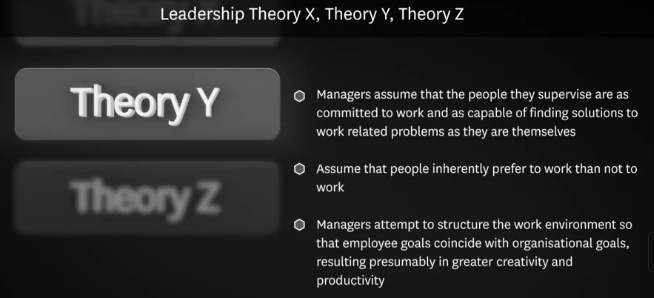 Theory X
Leadership Theory X, Theory Y, Theory Z
Theory Y
Managers assume that the people they supervise are as
committed to work and as capable of finding solutions to
work related problems as they are themselves
Assume that people inherently prefer to work than not to
work
Theory Z
Managers attempt to structure the work environment so
that employee goals coincide with organisational goals,
resulting presumably in greater creativity and
productivity